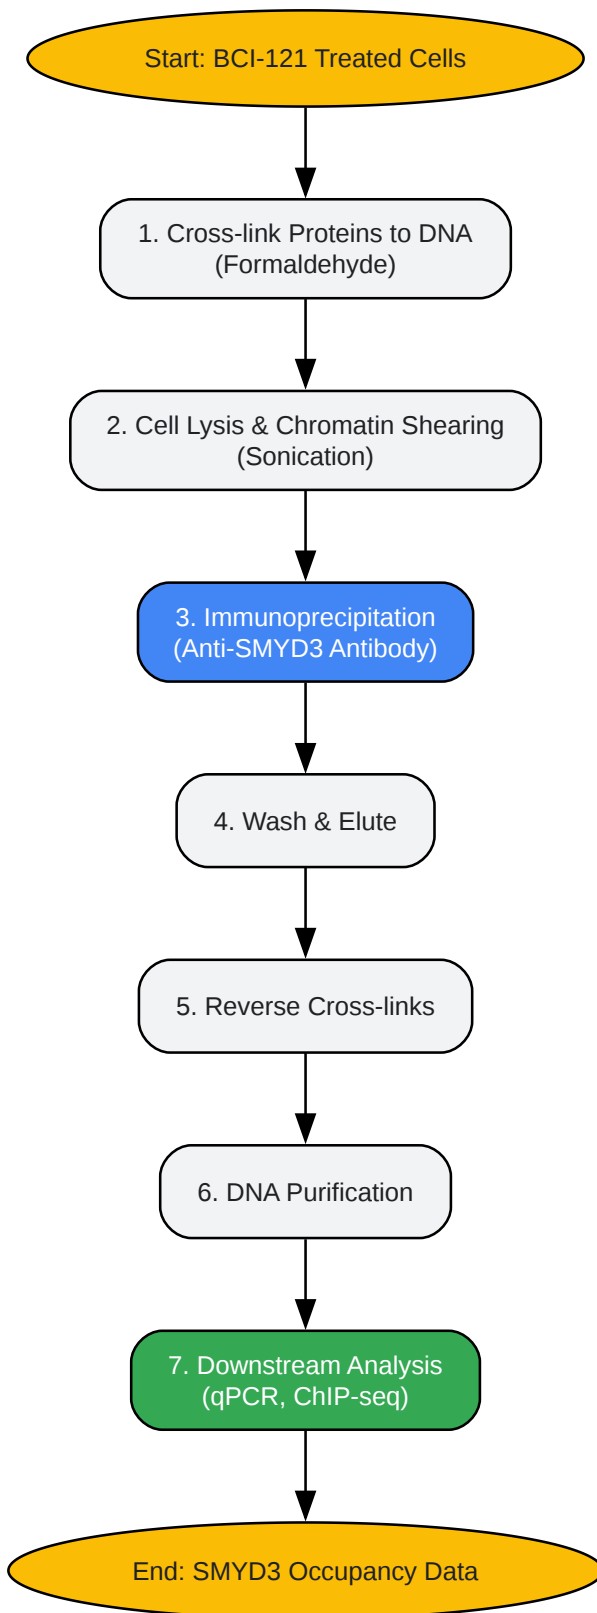 Start: BCI-121 Treated Cells
1. Cross-link Proteins to DNA
(Formaldehyde)
2. Cell Lysis & Chromatin Shearing
(Sonication)
3. Immunoprecipitation
(Anti-SMYD3 Antibody)
4. Wash & Elute
5. Reverse Cross-links
6. DNA Purification
7. Downstream Analysis
(qPCR, ChIP-seq)
End: SMYD3 Occupancy Data